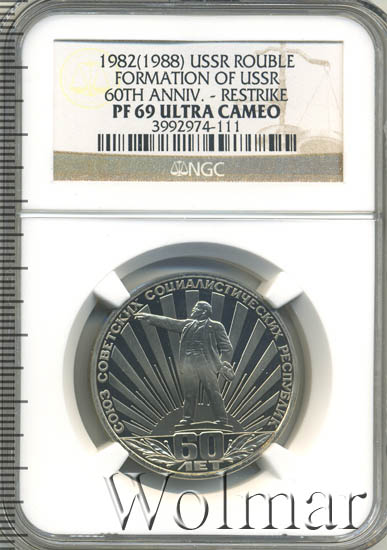 1982(1988) USSR ROUBLE
FORMATION OF USSR
60TH ANNIV. - RESTRIKE
PF 69 ULTRA CAMEO
3992974-111
NGC
СОЮЗ СОВЕТСКИХ СОЦИАЛИСТИЧЕСКИХ РЕСПУБЛИК
60
ЛЕТ
Wolmar